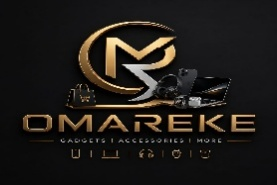 M
OMAREKE
GADGETS | ACCESSORIES | MORE